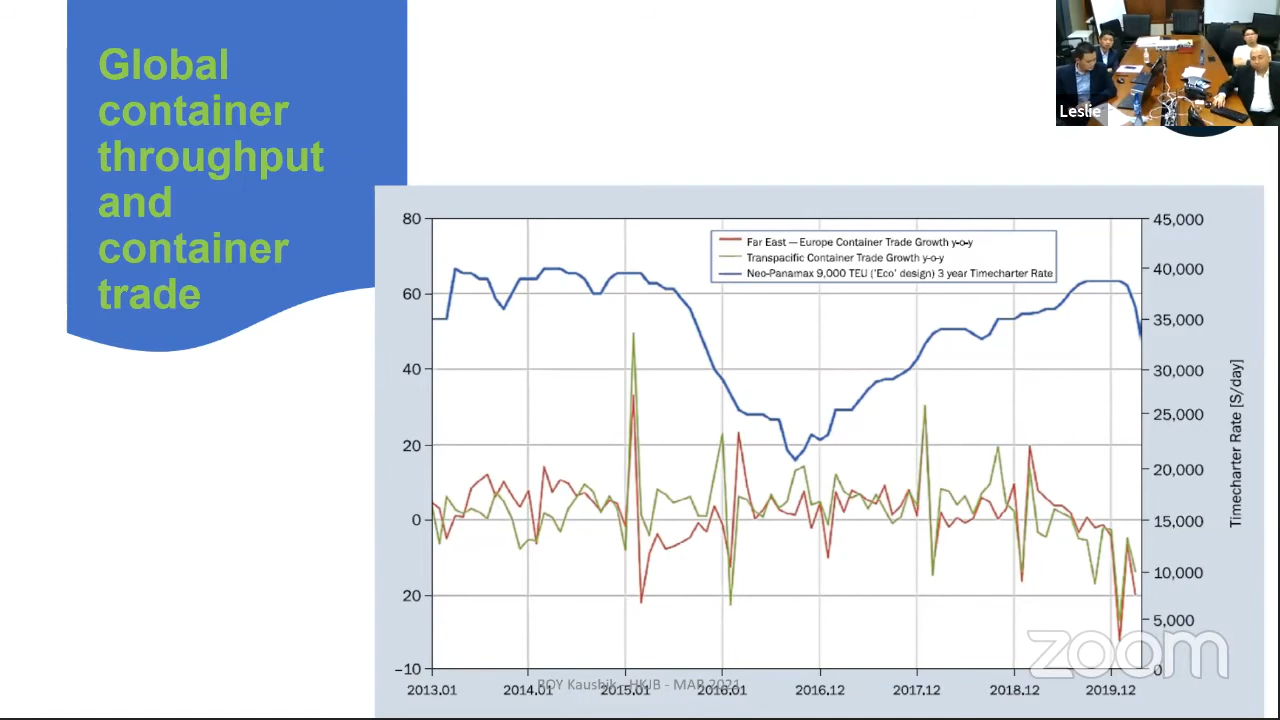 Global
container
throughput
and
container
trade
Leslie
Far East — Europe Container Trade Growth y-o-y
Transpacific Container Trade Growth y-o-y
Neo-Panamax 9,000 TEU ('Eco' design) 3 year Timecharter Rate
80
60
40
20
0
20
−10
45,000
40,000
35,000
30,000
25,000
20,000
15,000
10,000
5,000
0
Timecharter Rate [$/day]
2013.01
2014.01
2015.01
2016.01
2016.12
2017.12
2018.12
2019.12
ROY Kaushik - HKJB - MAR 2021
zoom